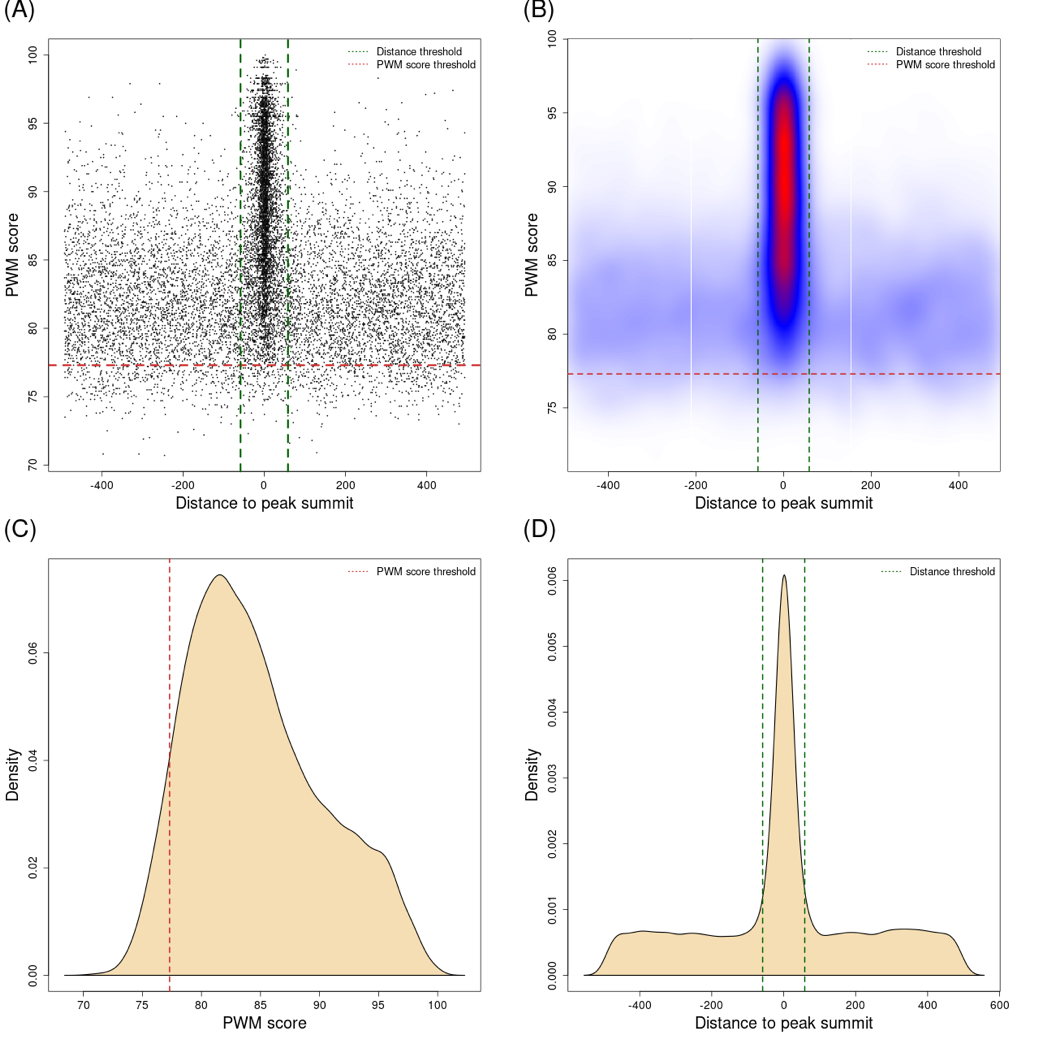 (A)
Distance threshold
PWM score threshold
PWM score
70 75 80 85 90 95 100
-400 -200 0 200 400
Distance to peak summit
(B)
Distance threshold
PWM score threshold
PWM score
75 80 85 90 95 100
-400 -200 0 200 400
Distance to peak summit
(C)
PWM score threshold
Density
0.00 0.02 0.04 0.06
70 75 80 85 90 95 100
PWM score
(D)
Distance threshold
Density
0.000 0.001 0.002 0.003 0.004 0.005 0.006
-400 -200 0 200 400 600
Distance to peak summit